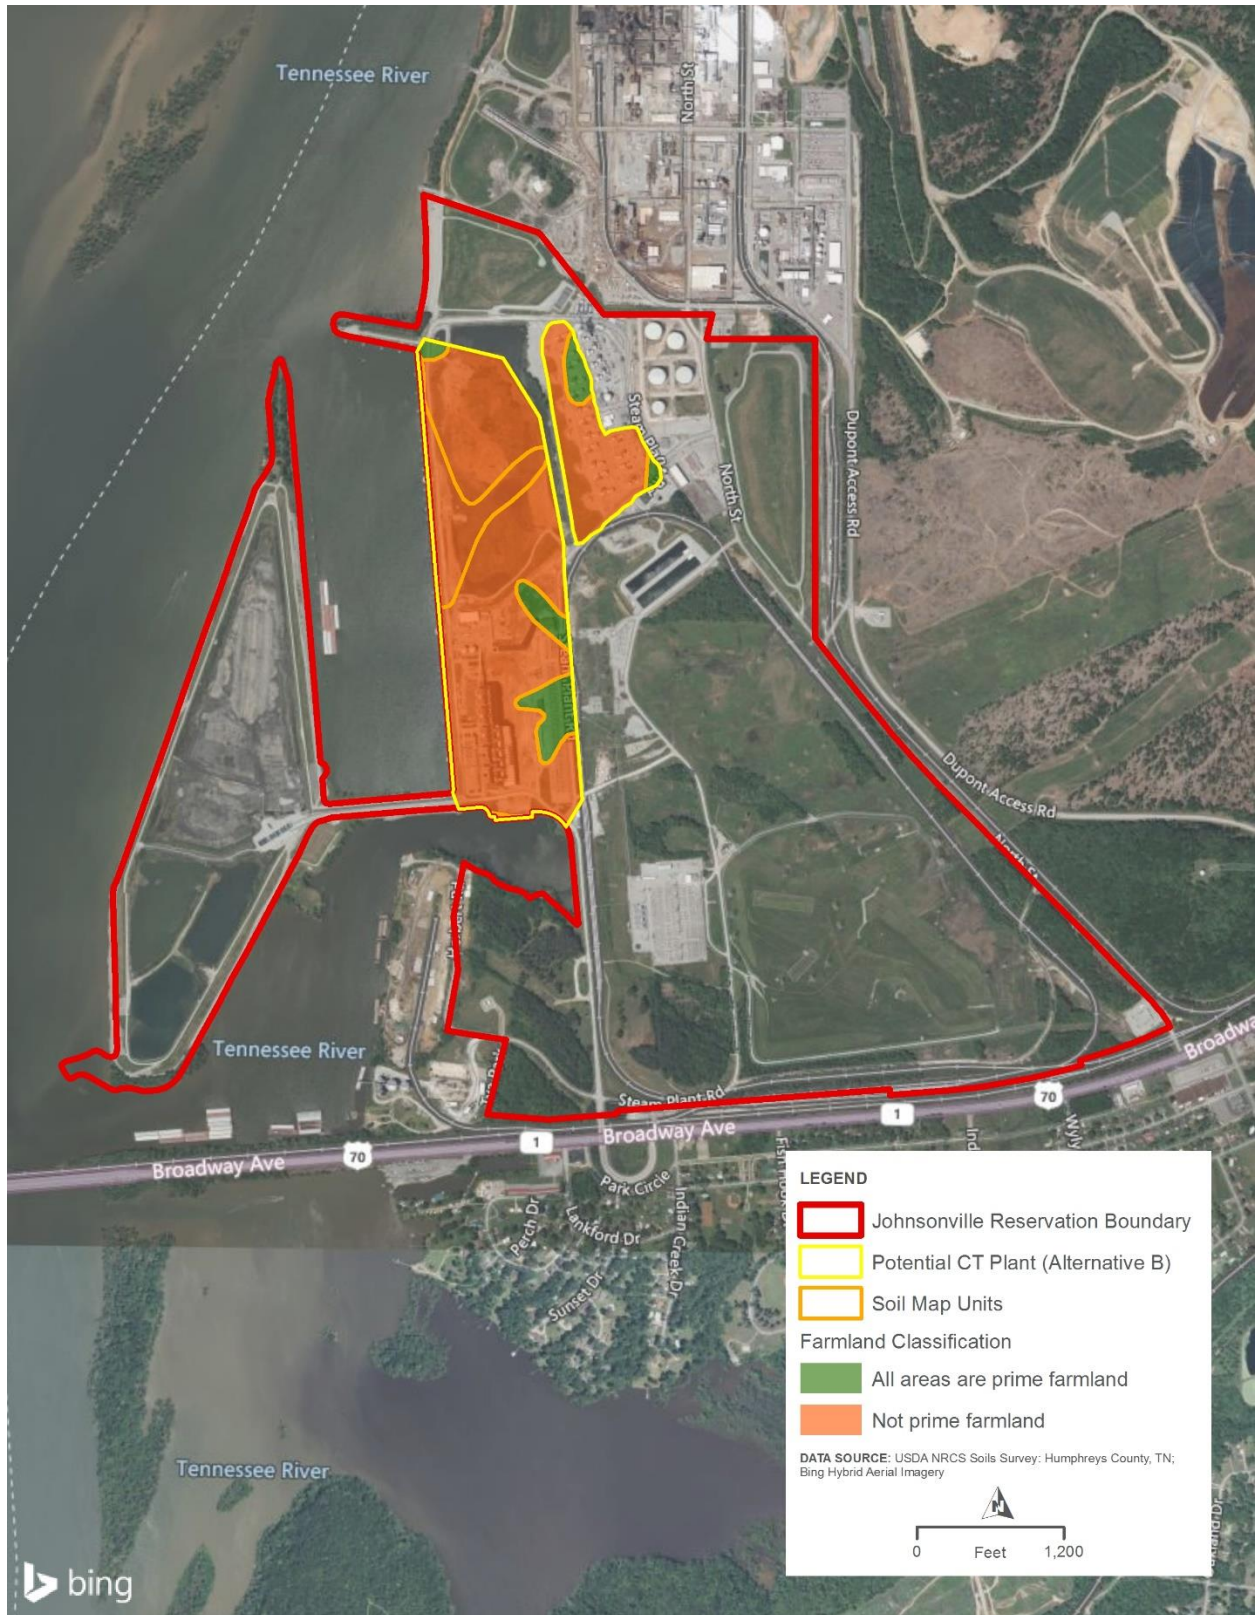 Tennessee River
North St
Dupont Access Rd
North St
Dupont Access Rd
North St
Tennessee River
Steam Plant Rd
Broadway Ave
70
1
Broadway Ave
1
70
Park Circle
Perch Dr
Lankford Dr
Indian Creek Dr
Sunset Dr
Tennessee River
bing
LEGEND
Johnsonville Reservation Boundary
Potential CT Plant (Alternative B)
Soil Map Units
Farmland Classification
All areas are prime farmland
Not prime farmland
DATA SOURCE: USDA NRCS Soils Survey: Humphreys County, TN;
Bing Hybrid Aerial Imagery
N
0 Feet 1,200